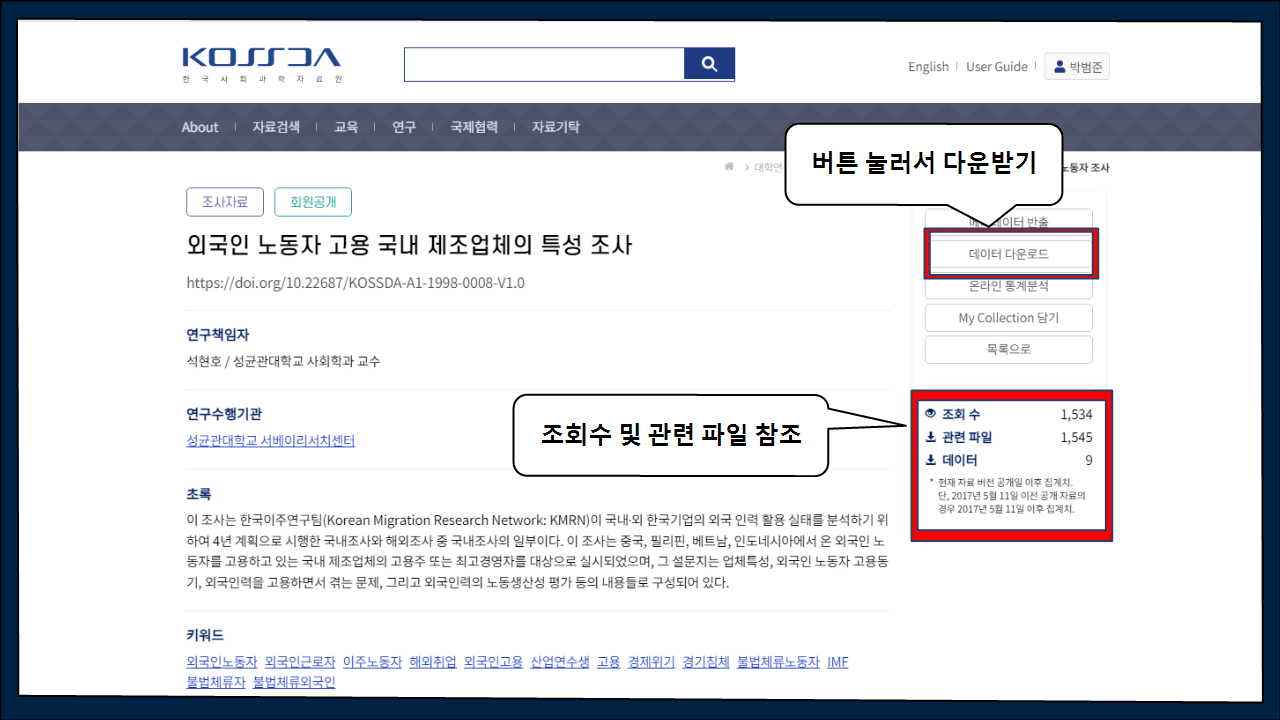 KOSSDA
한국사회과학자료원
English
User Guide
박범준
About
자료검색
교육
연구
국제협력
자료기탁
대학연
노동자 조사
버튼 눌러서 다운받기
조사자료
회원공개
외국인 노동자 고용 국내 제조업체의 특성 조사
https://doi.org/10.22687/KOSSDA-A1-1998-0008-V1.0
연구책임자
석현호 / 성균관대학교 사회학과 교수
연구수행기관
성균관대학교 서베이리서치센터
초록
이 조사는 한국이주연구팀(Korean Migration Research Network: KMRN)이 국내·외 한국기업의 외국 인력 활용 실태를 분석하기 위
하여 4년 계획으로 시행한 국내조사와 해외조사 중 국내조사의 일부이다. 이 조사는 중국, 필리핀, 베트남, 인도네시아에서 온 외국인 노
동자를 고용하고 있는 국내 제조업체의 고용주 또는 최고경영자를 대상으로 실시되었으며, 그 설문지는 업체특성, 외국인 노동자 고용동
기, 외국인력을 고용하면서 겪는 문제, 그리고 외국인력의 노동생산성 평가 등의 내용들로 구성되어 있다.
키워드
외국인노동자 외국인근로자 이주노동자 해외취업 외국인고용 산업연수생 고용 경제위기 경기침체 불법체류노동자 IMF
불법체류자 불법체류외국인
데이터 다운로드
온라인 통계분석
My Collection 담기
목록으로
조회수 및 관련 파일 참조
조회 수 1,534
관련 파일 1,545
데이터 9
* 현재 자료 버전 공개일 이후 집계치.
단, 2017년 5월 11일 이전 공개 자료의
경우 2017년 5월 11일 이후 집계치.